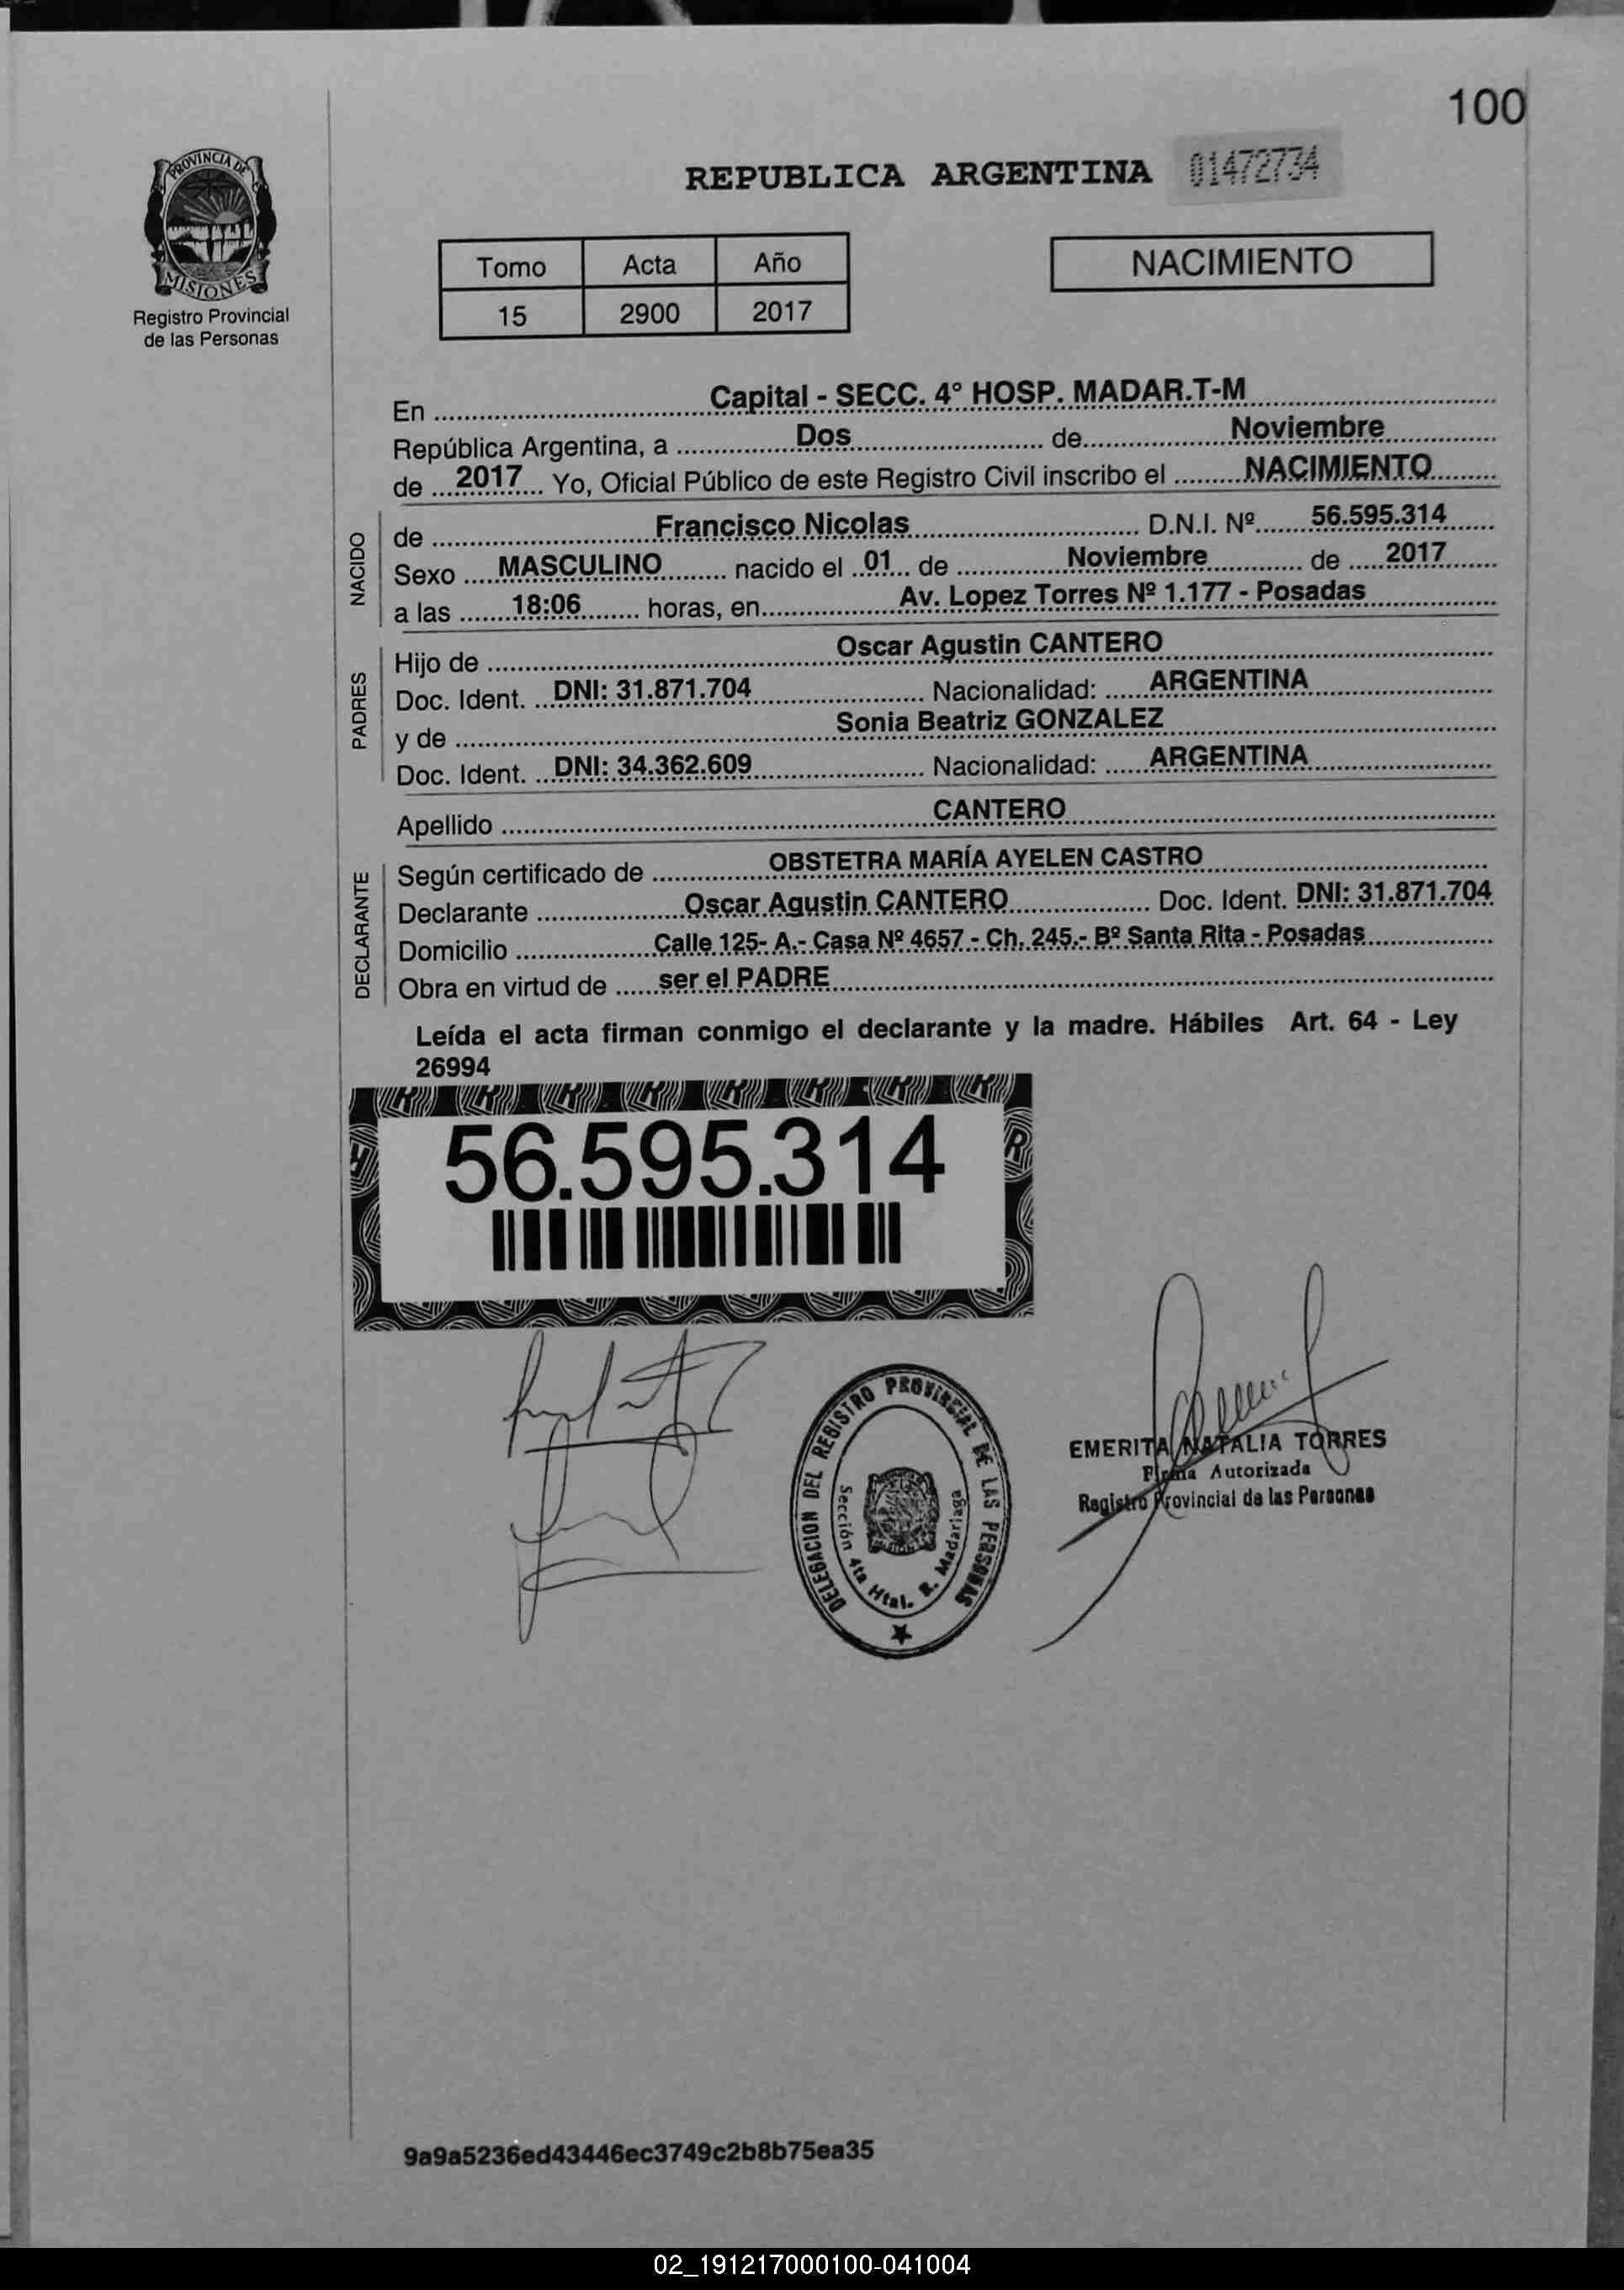 100
PROVINCIA DE
MISIONES
Registro Provincial
de las Personas
REPUBLICA ARGENTINA 01472734
Tomo Acta Año
15 2900 2017
NACIMIENTO
En Capital - SECC. 4° HOSP. MADAR.T-M
República Argentina, a Dos de Noviembre
de 2017 Yo, Oficial Público de este Registro Civil inscribo el NACIMIENTO
NACIDO
de Francisco Nicolas D.N.I. Nº 56.595.314
Sexo MASCULINO nacido el 01 de Noviembre de 2017
a las 18:06 horas, en Av. Lopez Torres Nº 1.177 - Posadas
PADRES
Hijo de Oscar Agustin CANTERO
Doc. Ident. DNI: 31.871.704 Nacionalidad: ARGENTINA
y de Sonia Beatriz GONZALEZ
Doc. Ident. DNI: 34.362.609 Nacionalidad: ARGENTINA
Apellido CANTERO
DECLARANTE
Según certificado de OBSTETRA MARÍA AYELEN CASTRO
Declarante Oscar Agustin CANTERO Doc. Ident. DNI: 31.871.704
Domicilio Calle 125- A.- Casa Nº 4657 - Ch. 245.- Bº Santa Rita - Posadas
Obra en virtud de ser el PADRE
Leída el acta firman conmigo el declarante y la madre. Hábiles Art. 64 - Ley
26994
56.595.314
DELEGACION DEL REGISTRO PROVINCIAL DE LAS PERSONAS
Sección 4ta Htal. R. Madariaga
EMERITA NATALIA TORRES
Firma Autorizada
Registro Provincial de las Personas
9a9a5236ed43446ec3749c2b8b75ea35
02_191217000100-041004